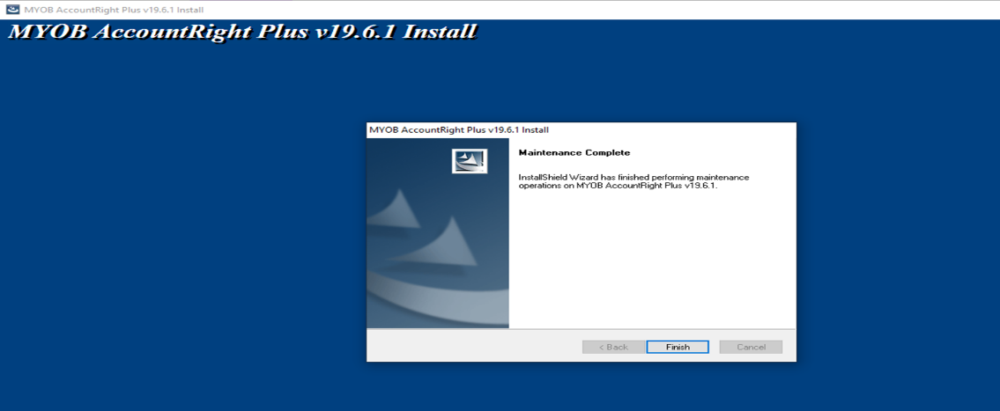 MYOB AccountRight Plus v19.6.1 Install
MYOB AccountRight Plus v19.6.1 Install
MYOB AccountRight Plus v19.6.1 Install
Maintenance Complete
InstallShield Wizard has finished performing maintenance
operations on MYOB AccountRight Plus v19.6.1.
< Back Finish Cancel